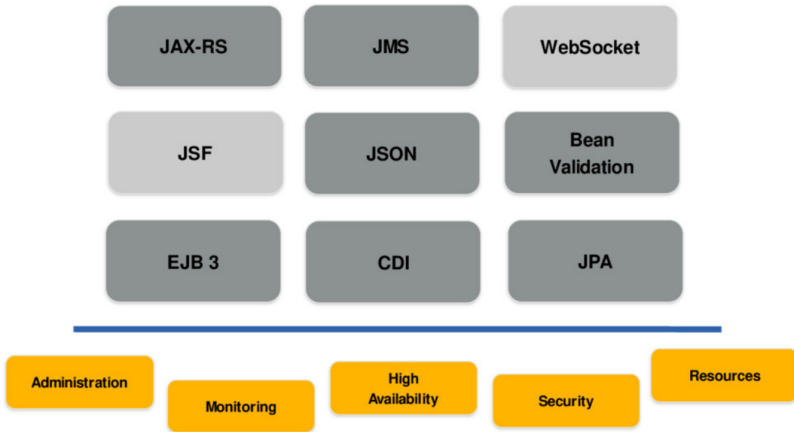 JAX-RS
JMS
WebSocket
JSF
JSON
Bean
Validation
EJB 3
CDI
JPA
Administration
Monitoring
High
Availability
Security
Resources